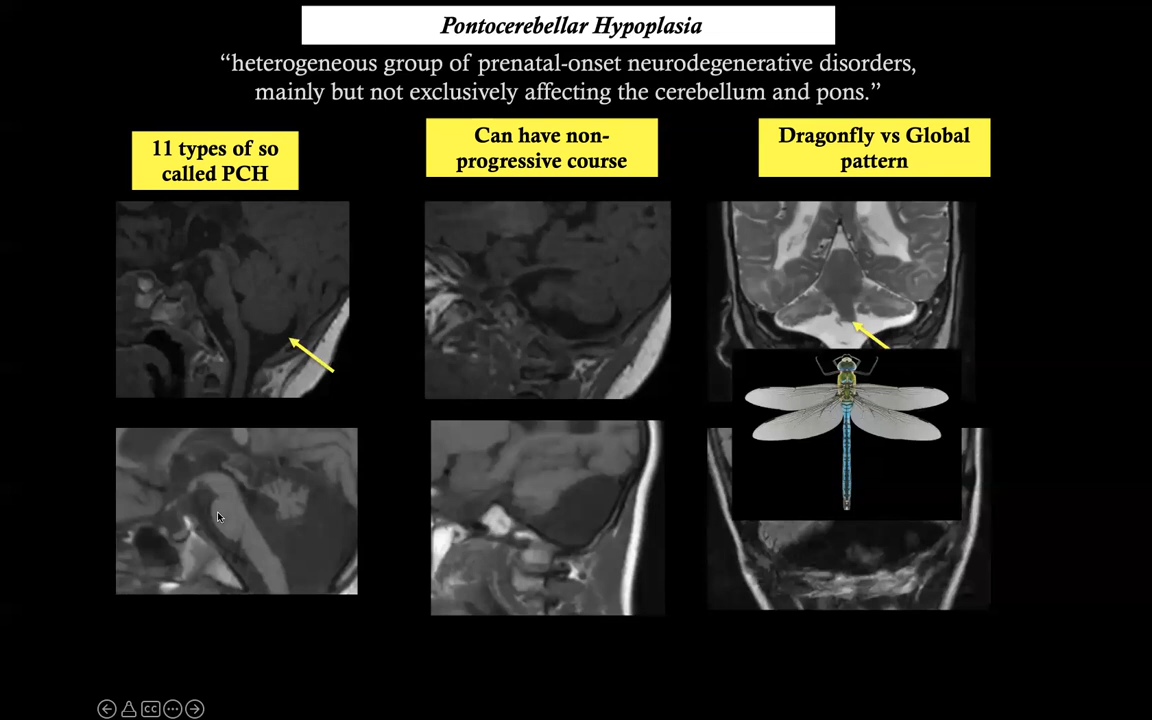 Pontocerebellar Hypoplasia
“heterogeneous group of prenatal-onset neurodegenerative disorders,
mainly but not exclusively affecting the cerebellum and pons.”
11 types of so
called PCH
Can have non-
progressive course
Dragonfly vs Global
pattern
CC